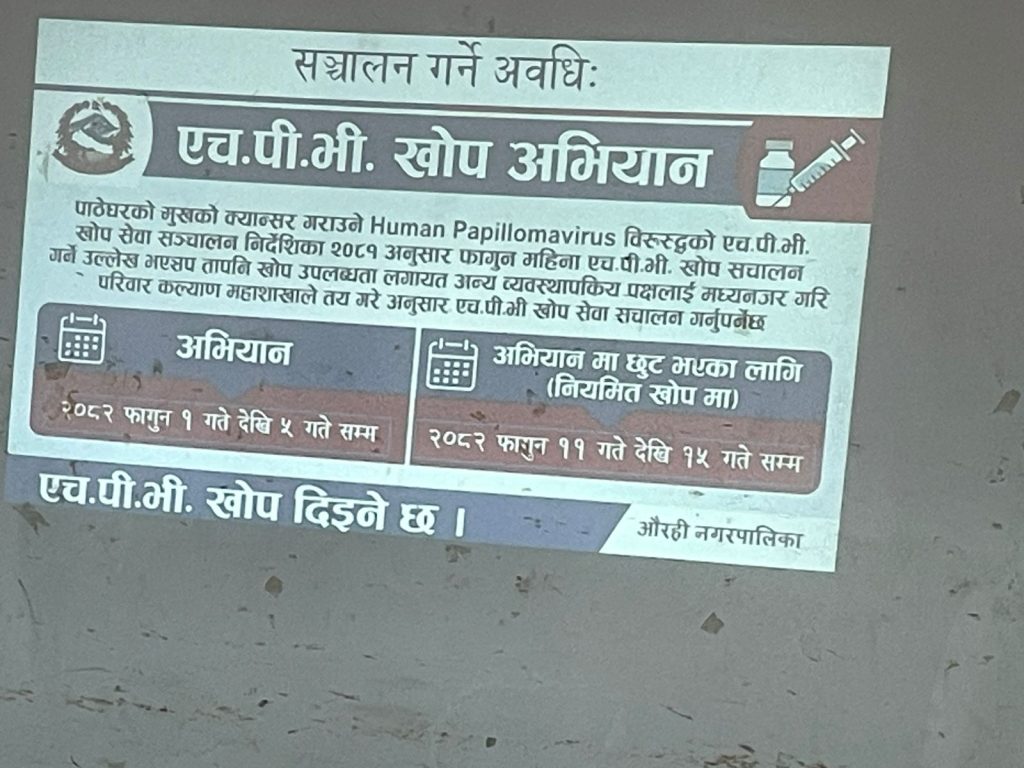 सञ्चालन गर्ने अवधिः
एच.पी.भी. खोप अभियान
पाठेघरको मुखको क्यान्सर गराउने Human Papillomavirus विरूद्धको एच.पी.भी.
खोप सेवा सञ्चालन निर्देशिका २०८१ अनुसार फागुन महिना एच.पी.भी. खोप सचालन
गर्ने उल्लेख भएञ्चप तापनि खोप उपलब्धता लगायत अन्य व्यवस्थापकिय पक्षलाई मध्यनजर गरि
परिवार कल्याण महाशाखाले तय गरे अनुसार एच.पी.भी खोप सेवा सचालन गर्नुपर्नेछ
अभियान
२०८२ फागुन १ गते देखि ५ गते सम्म
अभियान मा छुट भएका लागि
(नियमित खोप मा)
२०८२ फागुन ११ गते देखि १५ गते सम्म
एच.पी.भी. खोप दिइने छ ।
औरही नगरपालिका